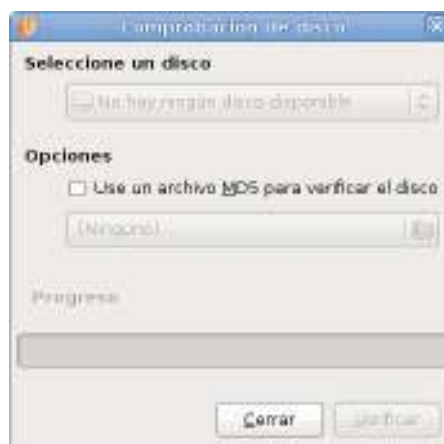 Comprobación de disco
Seleccione un disco
No hay ningún disco disponible
Opciones
Use un archivo MD5 para verificar el disco
(Ninguno)
Progreso
Cerrar
Verificar